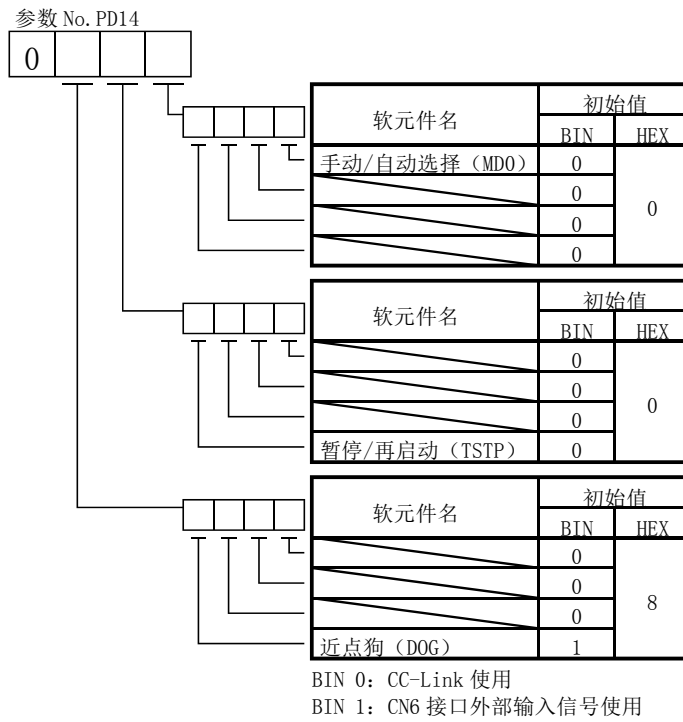 参数 No.PD14
0
软元件名 初始值
BIN HEX
手动/自动选择（MD0） 0
0
0
0
0
软元件名 初始值
BIN HEX
0
0
0
0
暂停/再启动（TSTP） 0
软元件名 初始值
BIN HEX
0
0
8
0
近点狗（DOG） 1
BIN 0：CC-Link 使用
BIN 1：CN6 接口外部输入信号使用